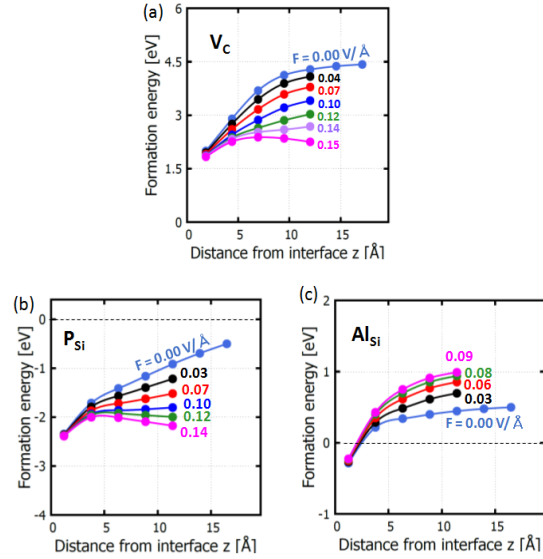 (a)
V_C
F = 0.00 V/Å
0.04
0.07
0.10
0.12
0.14
0.15
Formation energy [eV]
6
4.5
3
1.5
0
0 5 10 15
Distance from interface z [Å]
(b)
P_Si
F = 0.00 V/Å
0.03
0.07
0.10
0.12
0.14
Formation energy [eV]
0
-1
-2
-3
-4
0 5 10 15
Distance from interface z [Å]
(c)
Al_Si
0.09
0.08
0.06
0.03
F = 0.00 V/Å
Formation energy [eV]
2
1
0
-1
0 5 10 15
Distance from interface z [Å]